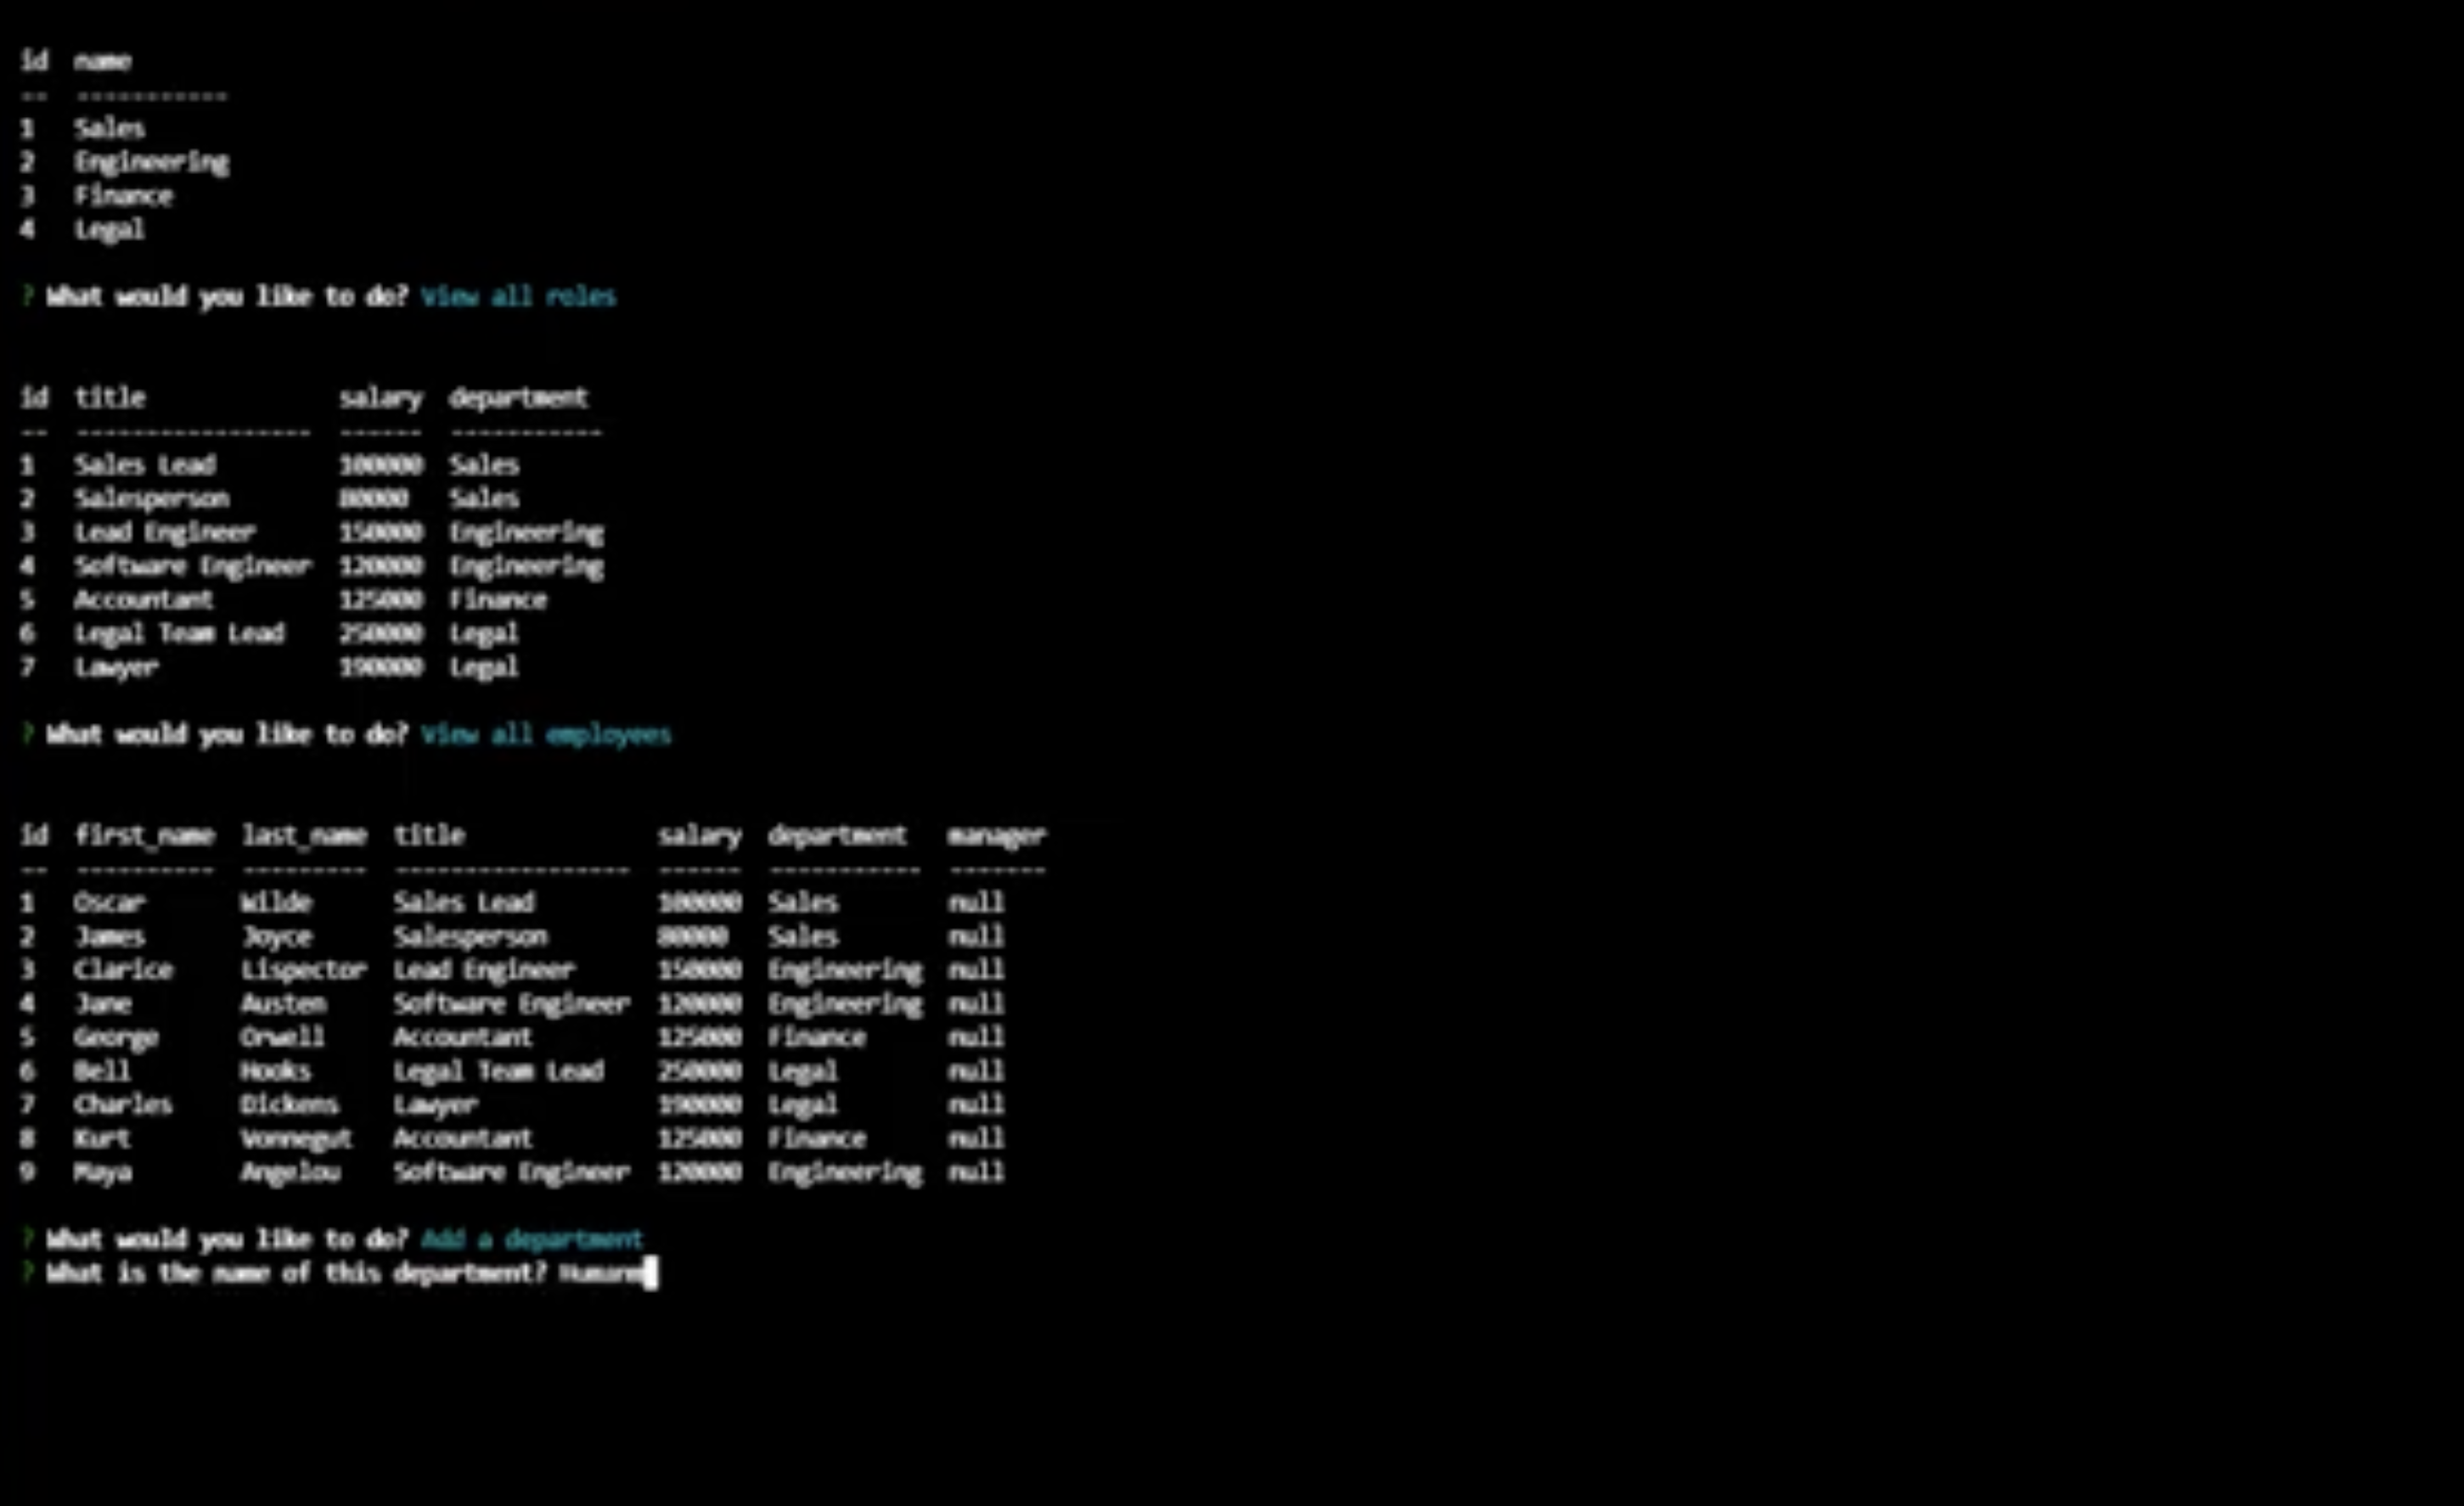 id name
-- -----------
1 Sales
2 Engineering
3 Finance
4 Legal
? What would you like to do? View all roles
id title salary department
-- ----------------- ------ -----------
1 Sales Lead 100000 Sales
2 Salesperson 80000 Sales
3 Lead Engineer 150000 Engineering
4 Software Engineer 120000 Engineering
5 Accountant 125000 Finance
6 Legal Team Lead 250000 Legal
7 Lawyer 190000 Legal
? What would you like to do? View all employees
id first_name last_name title salary department manager
-- ---------- --------- ----------------- ------ ----------- -------
1 Oscar Wilde Sales Lead 100000 Sales null
2 James Joyce Salesperson 80000 Sales null
3 Clarice Lispector Lead Engineer 150000 Engineering null
4 Jane Austen Software Engineer 120000 Engineering null
5 George Orwell Accountant 125000 Finance null
6 Bell Hooks Legal Team Lead 250000 Legal null
7 Charles Dickens Lawyer 190000 Legal null
8 Kurt Vonnegut Accountant 125000 Finance null
9 Maya Angelou Software Engineer 120000 Engineering null
? What would you like to do? Add a department
? What is the name of this department?